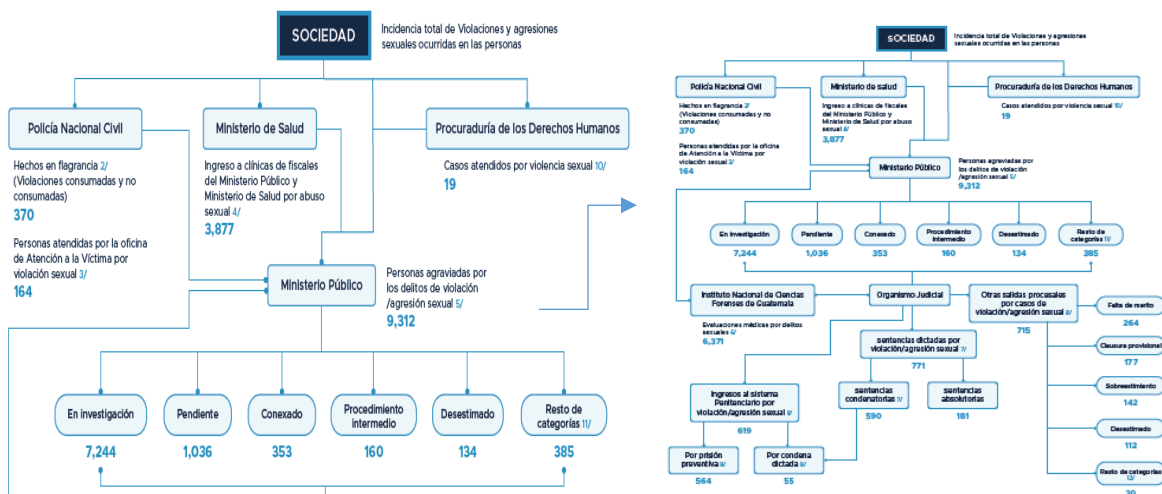 SOCIEDAD
Incidencia total de Violaciones y agresiones
sexuales ocurridas en las personas
Policía Nacional Civil
Ministerio de Salud
Procuraduría de los Derechos Humanos
Hechos en flagrancia 2/
(Violaciones consumadas y no
consumadas)
370
Personas atendidas por la oficina
de Atención a la Víctima por
violación sexual 3/
164
Ingreso a clínicas de fiscales
del Ministerio Público y
Ministerio de Salud por abuso
sexual 4/
3,877
Casos atendidos por violencia sexual 10/
19
Ministerio Público
Personas agraviadas por
los delitos de violación
/agresión sexual 5/
9,312
En investigación
7,244
Pendiente
1,036
Conexado
353
Procedimiento
intermedio
160
Desestimado
134
Resto de
categorías 11/
385
SOCIEDAD
Incidencia total de Violaciones y agresiones
sexuales ocurridas en las personas
Policía Nacional Civil
Ministerio de salud
Procuraduría de los Derechos Humanos
Hechos en flagrancia 2/
(Violaciones consumadas y no
consumadas)
370
Personas atendidas por la oficina
de Atención a la Víctima por
violación sexual 3/
164
Ingreso a clínicas de fiscales
del Ministerio Público y
Ministerio de Salud por abuso
sexual 4/
3,877
Casos atendidos por violencia sexual 10/
19
Ministerio Público
Personas agraviadas por
los delitos de violación
/agresión sexual 5/
9,312
En investigación
7,244
Pendiente
1,036
Conexado
353
Procedimiento
intermedio
160
Desestimado
134
Resto de
categorías 11/
385
Instituto Nacional de Ciencias
Forenses de Guatemala
Evaluaciones médicas por delitos
sexuales 6/
6,371
Organismo Judicial
Otras salidas procesales
por casos de
violación/agresión sexual 8/
715
sentencias dictadas por
violación/agresión sexual 7/
771
sentencias
condenatorias 7/
590
sentencias
absolutorias
181
Ingresos al sistema
Penitenciario por
violación/agresión sexual 9/
619
Por prisión
preventiva 9/
564
Por condena
dictada 9/
55
Falta de merito
264
Clausura provisional
177
Sobreseimiento
142
Desestimado
112
Resto de categorías
12/
20